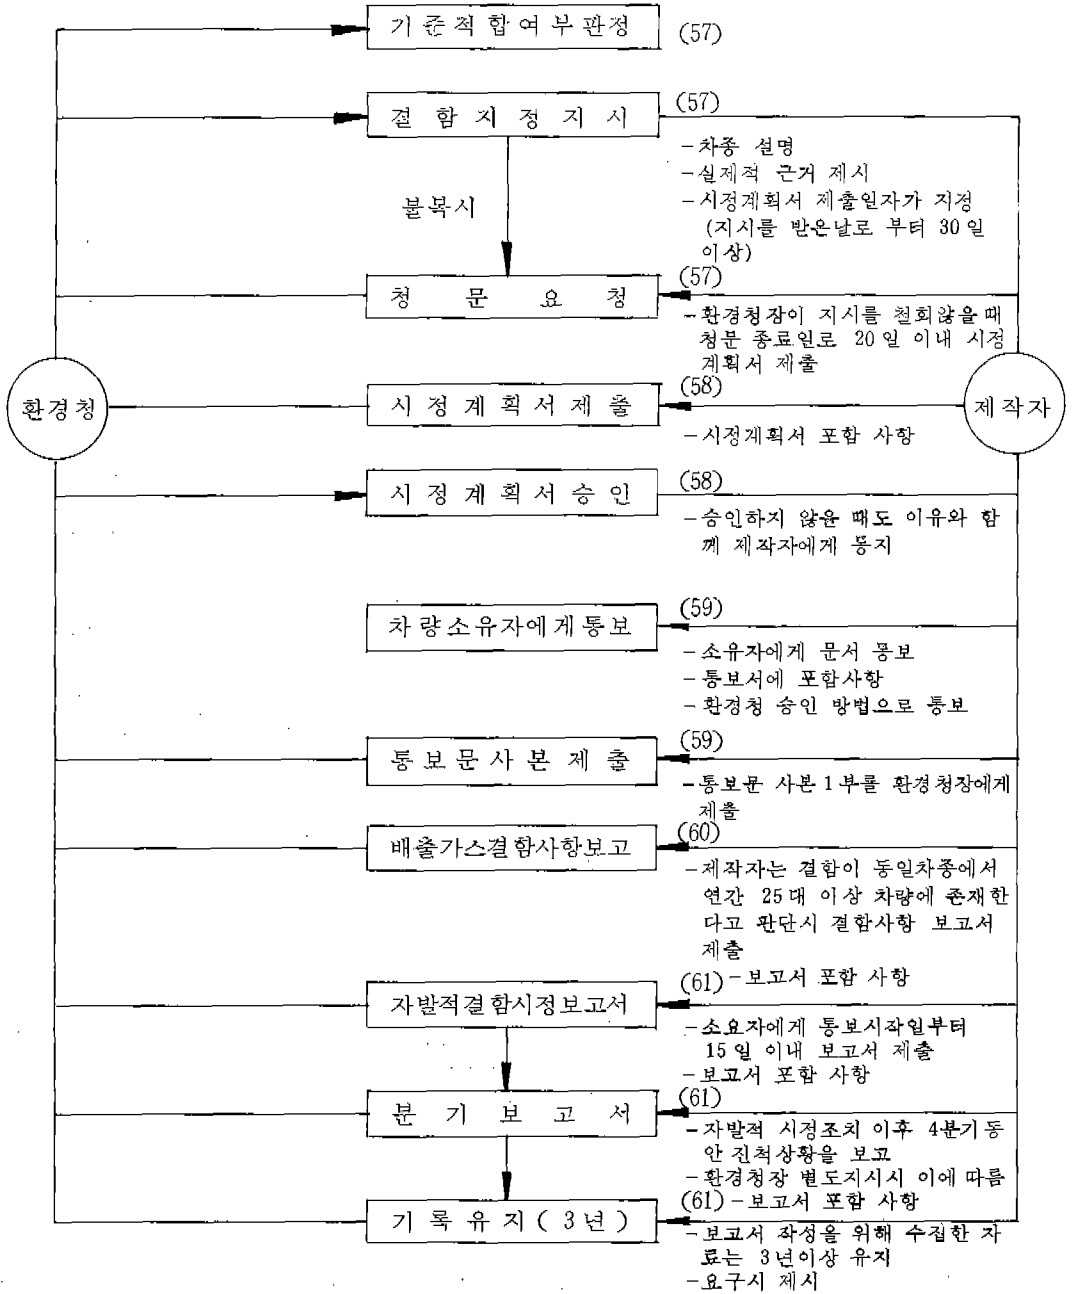 기준적합여부판정 (57)
결함지정지시 (57)
-차종 설명
-실제적 근거 제시
-시정계획서 제출일자가 지정
(지시를 받은날로 부터 30일
이상)
불복시
청문요청 (57)
-환경청장이 지시를 철회않을때
청문 종료일로 20일 이내 시정
계획서 제출
환경청
시정계획서제출 (58)
제작자
-시정계획서 포함 사항
시정계획서승인 (58)
-승인하지 않을 때도 이유와 함
께 제작자에게 통지
차량소유자에게통보 (59)
-소유자에게 문서 통보
-통보서에 포함사항
-환경청 승인 방법으로 통보
통보문사본제출 (59)
-통보문 사본 1부를 환경청장에게
제출
배출가스결함사항보고 (60)
-제작자는 결함이 동일차종에서
연간 25대 이상 차량에 존재한
다고 판단시 결함사항 보고서
제출
-보고서 포함 사항
자발적결함시정보고서 (61)
-소요자에게 통보시작일부터
15일 이내 보고서 제출
-보고서 포함 사항
분기보고서 (61)
-자발적 시정조치 이후 4분기동
안 진척상황을 보고
-환경청장 별도지시시 이에 따름
-보고서 포함 사항
기록유지(3년) (61)
-보고서 작성을 위해 수집한 자
료는 3년이상 유지
-요구시 제시